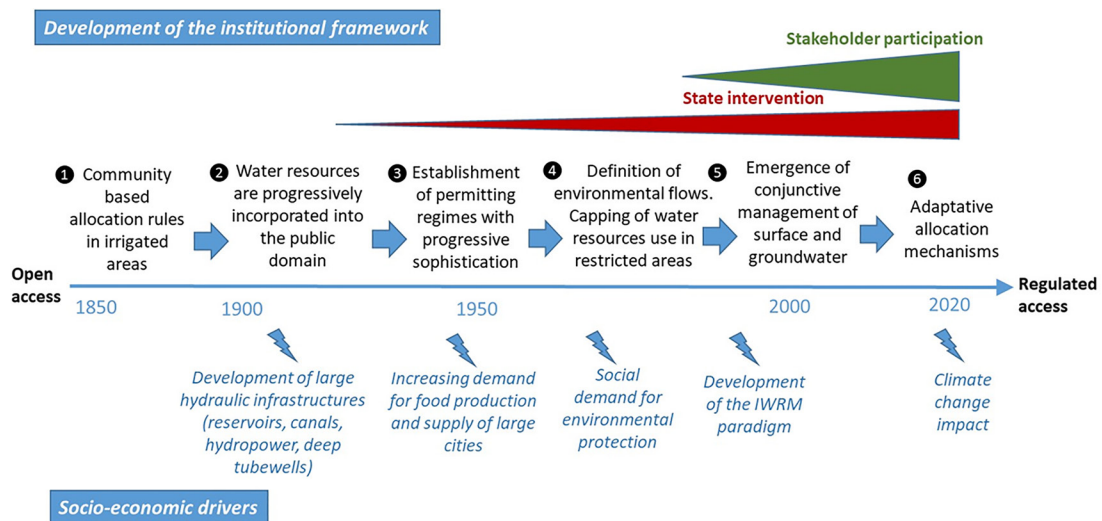 Development of the institutional framework
Stakeholder participation
State intervention
1 Community
based
allocation rules
in irrigated
areas
2 Water resources
are progressively
incorporated into
the public
domain
3 Establishment
of permitting
regimes with
progressive
sophistication
4 Definition of
environmental flows.
Capping of water
resources use in
restricted areas
5 Emergence of
conjunctive
management of
surface and
groundwater
6
Adaptative
allocation
mechanisms
Open
access
Regulated
access
1850
1900
1950
2000
2020
Development of large
hydraulic infrastructures
(reservoirs, canals,
hydropower, deep
tubewells)
Increasing demand
for food production
and supply of large
cities
Social
demand for
environmental
protection
Development
of the IWRM
paradigm
Climate
change
impact
Socio-economic drivers